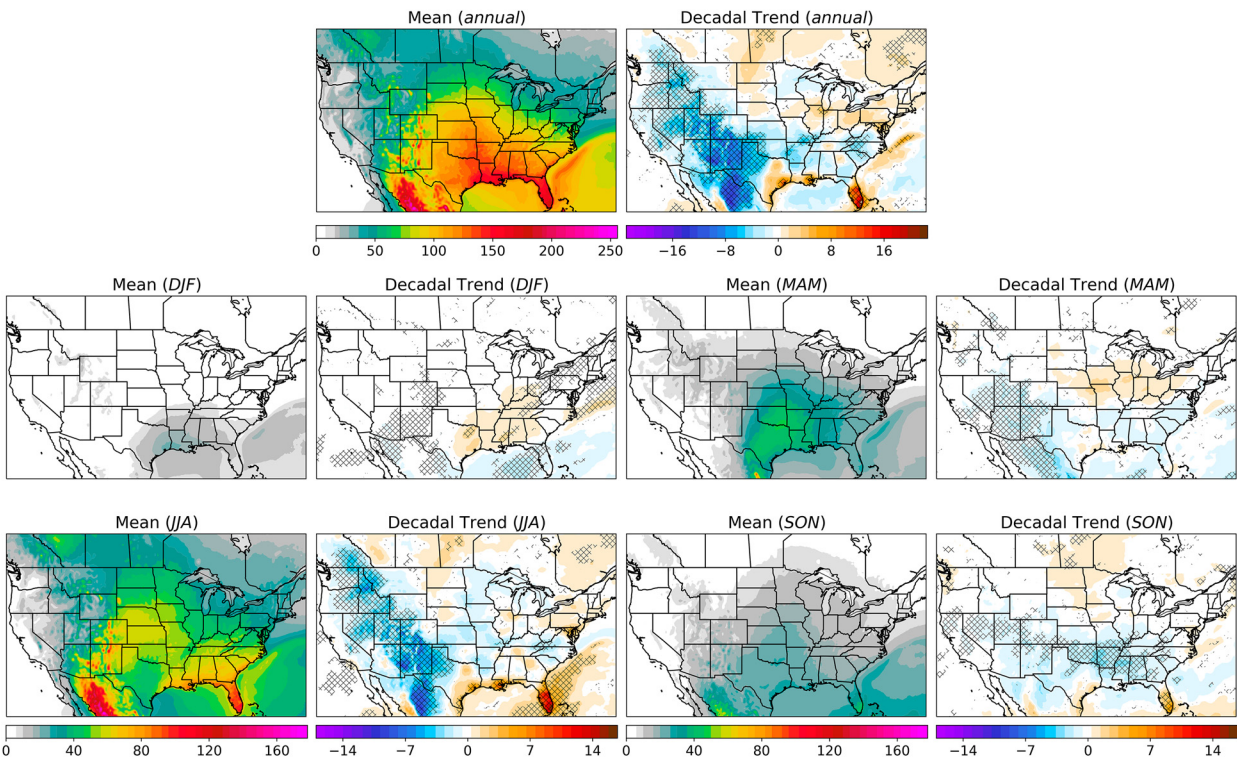 Mean (annual) Decadal Trend (annual)
0 50 100 150 200 250 −16 −8 0 8 16
Mean (DJF) Decadal Trend (DJF) Mean (MAM) Decadal Trend (MAM)
Mean (JJA) Decadal Trend (JJA) Mean (SON) Decadal Trend (SON)
0 40 80 120 160 −14 −7 0 7 14 0 40 80 120 160 −14 −7 0 7 14